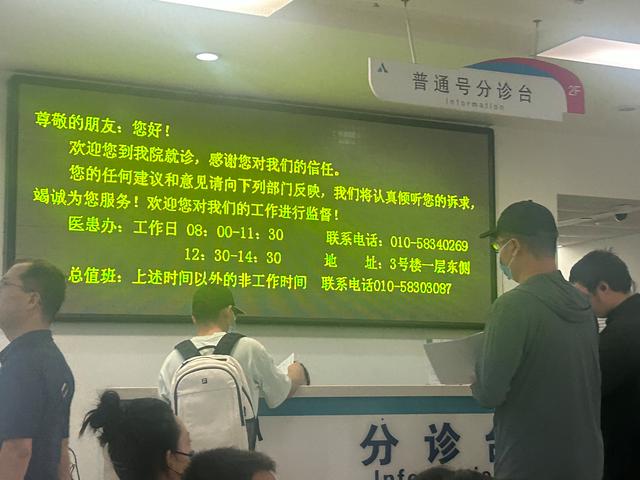 普通号分诊台
Information
2F
尊敬的朋友：您好！
欢迎您到我院就诊，感谢您对我们的信任。
您的任何建议和意见请向下列部门反映，我们将认真倾听您的诉求，
竭诚为您服务！欢迎您对我们的工作进行监督！
医患办：工作日 08：00-11：30 联系电话：010-58340269
12：30-14：30 地 址：3号楼一层东侧
总值班：上述时间以外的非工作时间 联系电话010-58303087
分诊台